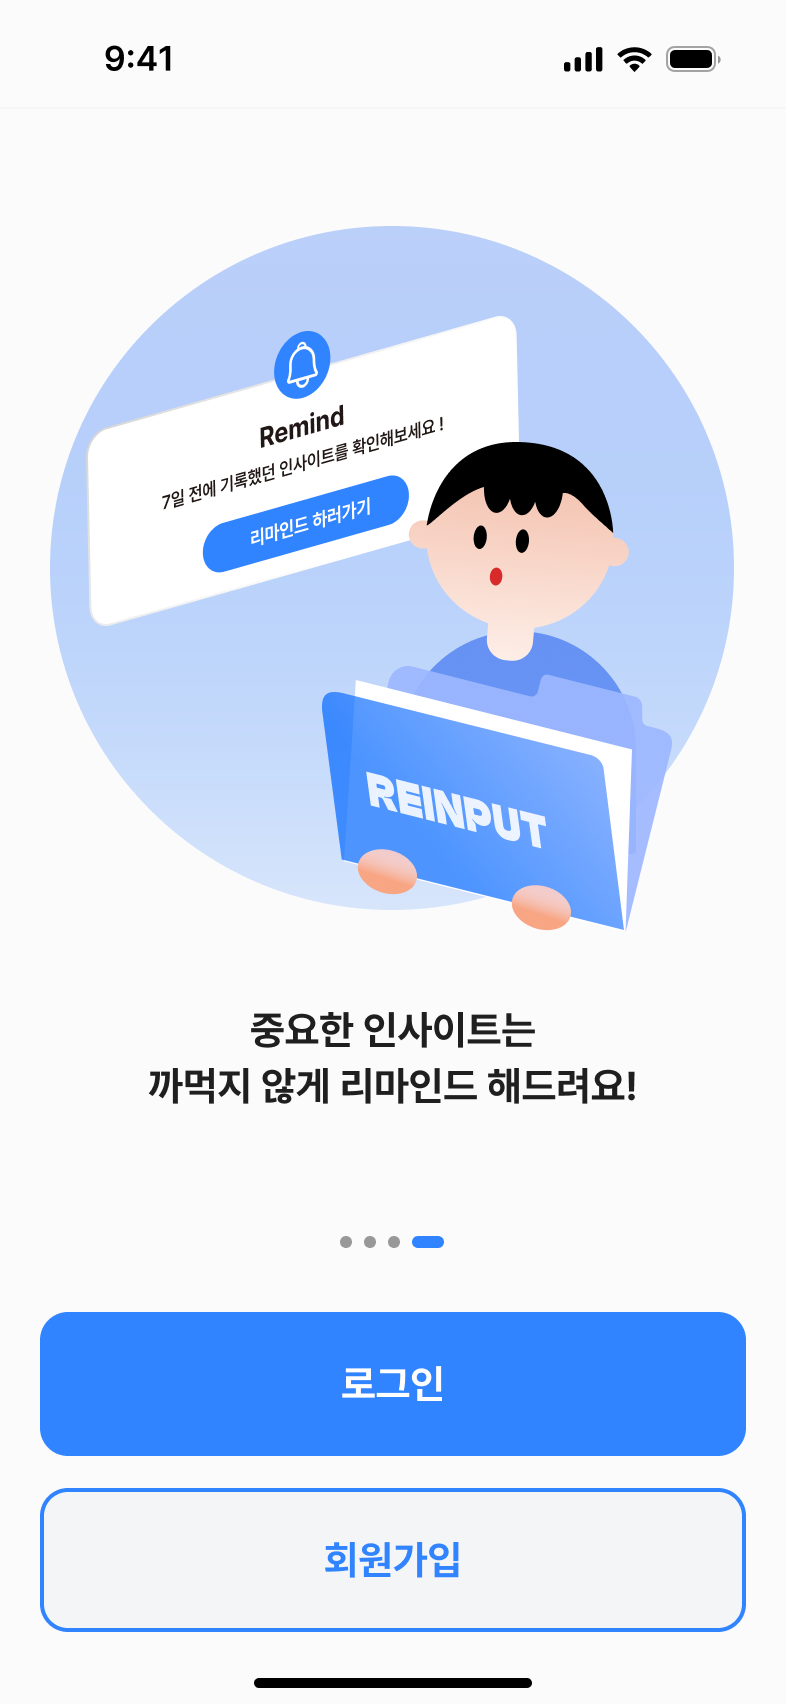 9:41
Remind
7일 전에 기록했던 인사이트를 확인해보세요 !
리마인드 하러가기
REINPUT
중요한 인사이트는
까먹지 않게 리마인드 해드려요!
로그인
회원가입